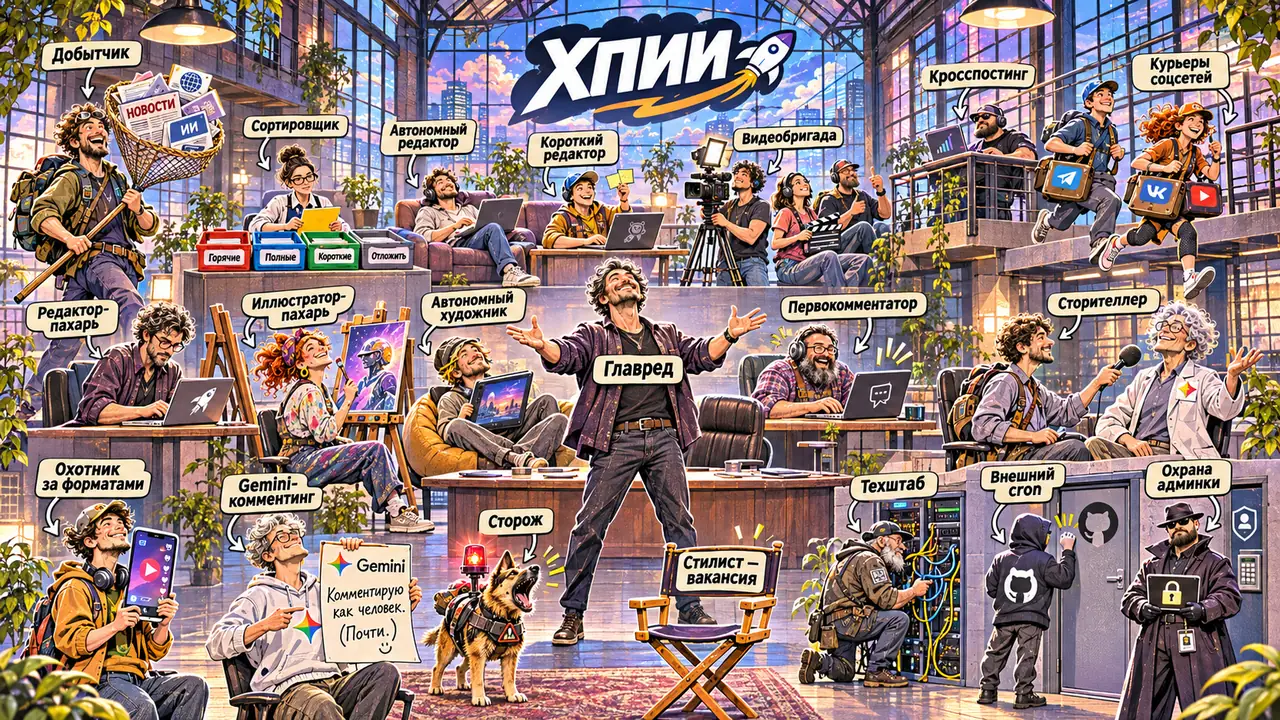 ХПИИ
Добытчик
НОВОСТИ
ИИ
Сортировщик
Горячие
Полные
Короткие
Отложить
Автономный
редактор
Короткий
редактор
Видеобригада
Кросспостинг
Курьеры
соцсетей
VK
Редактор-
пахарь
Иллюстратор-
пахарь
Автономный
художник
Главред
Первокомментатор
Сторителлер
Охотник
за форматами
Gemini-
комментинг
Gemini
Комментирую
как человек.
(Почти.)
Сторож
Стилист —
вакансия
Техштаб
Внешний
cron
Охрана
админки